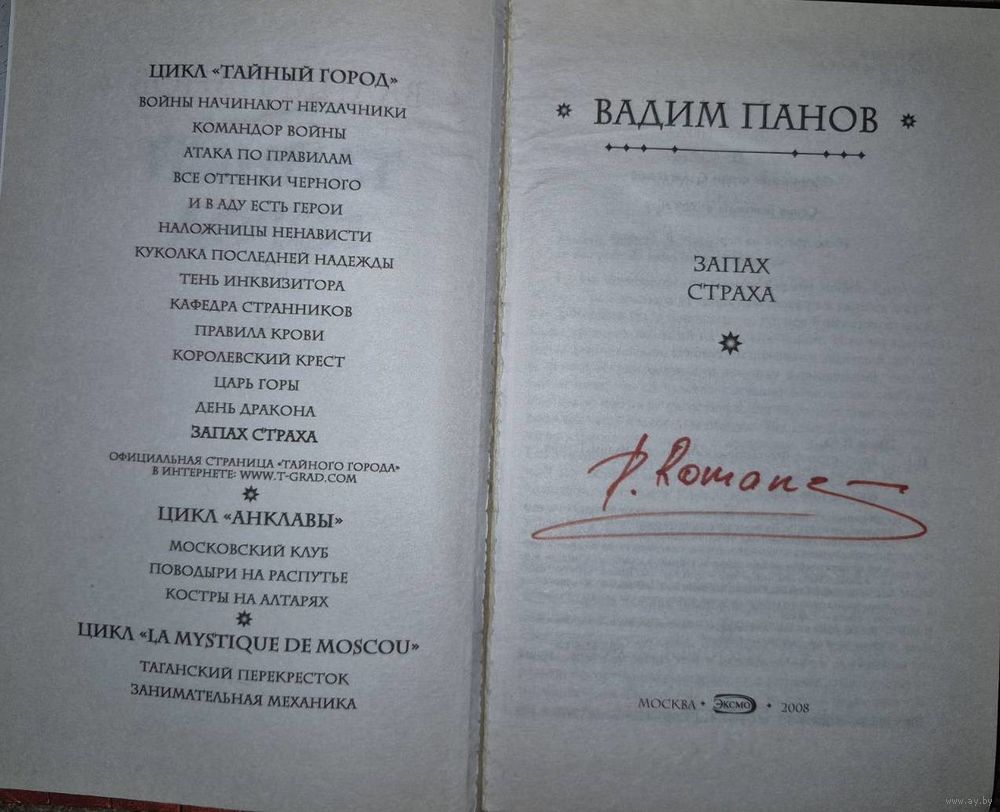 ЦИКЛ «ТАЙНЫЙ ГОРОД»
ВОЙНЫ НАЧИНАЮТ НЕУДАЧНИКИ
КОМАНДОР ВОЙНЫ
АТАКА ПО ПРАВИЛАМ
ВСЕ ОТТЕНКИ ЧЕРНОГО
И В АДУ ЕСТЬ ГЕРОИ
НАЛОЖНИЦЫ НЕНАВИСТИ
КУКОЛКА ПОСЛЕДНЕЙ НАДЕЖДЫ
ТЕНЬ ИНКВИЗИТОРА
КАФЕДРА СТРАННИКОВ
ПРАВИЛА КРОВИ
КОРОЛЕВСКИЙ КРЕСТ
ЦАРЬ ГОРЫ
ДЕНЬ ДРАКОНА
ЗАПАХ СТРАХА
ОФИЦИАЛЬНАЯ СТРАНИЦА «ТАЙНОГО ГОРОДА»
В ИНТЕРНЕТЕ: WWW.T-GRAD.COM
ЦИКЛ «АНКЛАВЫ»
МОСКОВСКИЙ КЛУБ
ПОВОДЫРИ НА РАСПУТЬЕ
КОСТРЫ НА АЛТАРЯХ
ЦИКЛ «LA MYSTIQUE DE MOSCOU»
ТАГАНСКИЙ ПЕРЕКРЕСТОК
ЗАНИМАТЕЛЬНАЯ МЕХАНИКА
ВАДИМ ПАНОВ
ЗАПАХ
СТРАХА
МОСКВА • ЭКСМО • 2008
www.ay.by